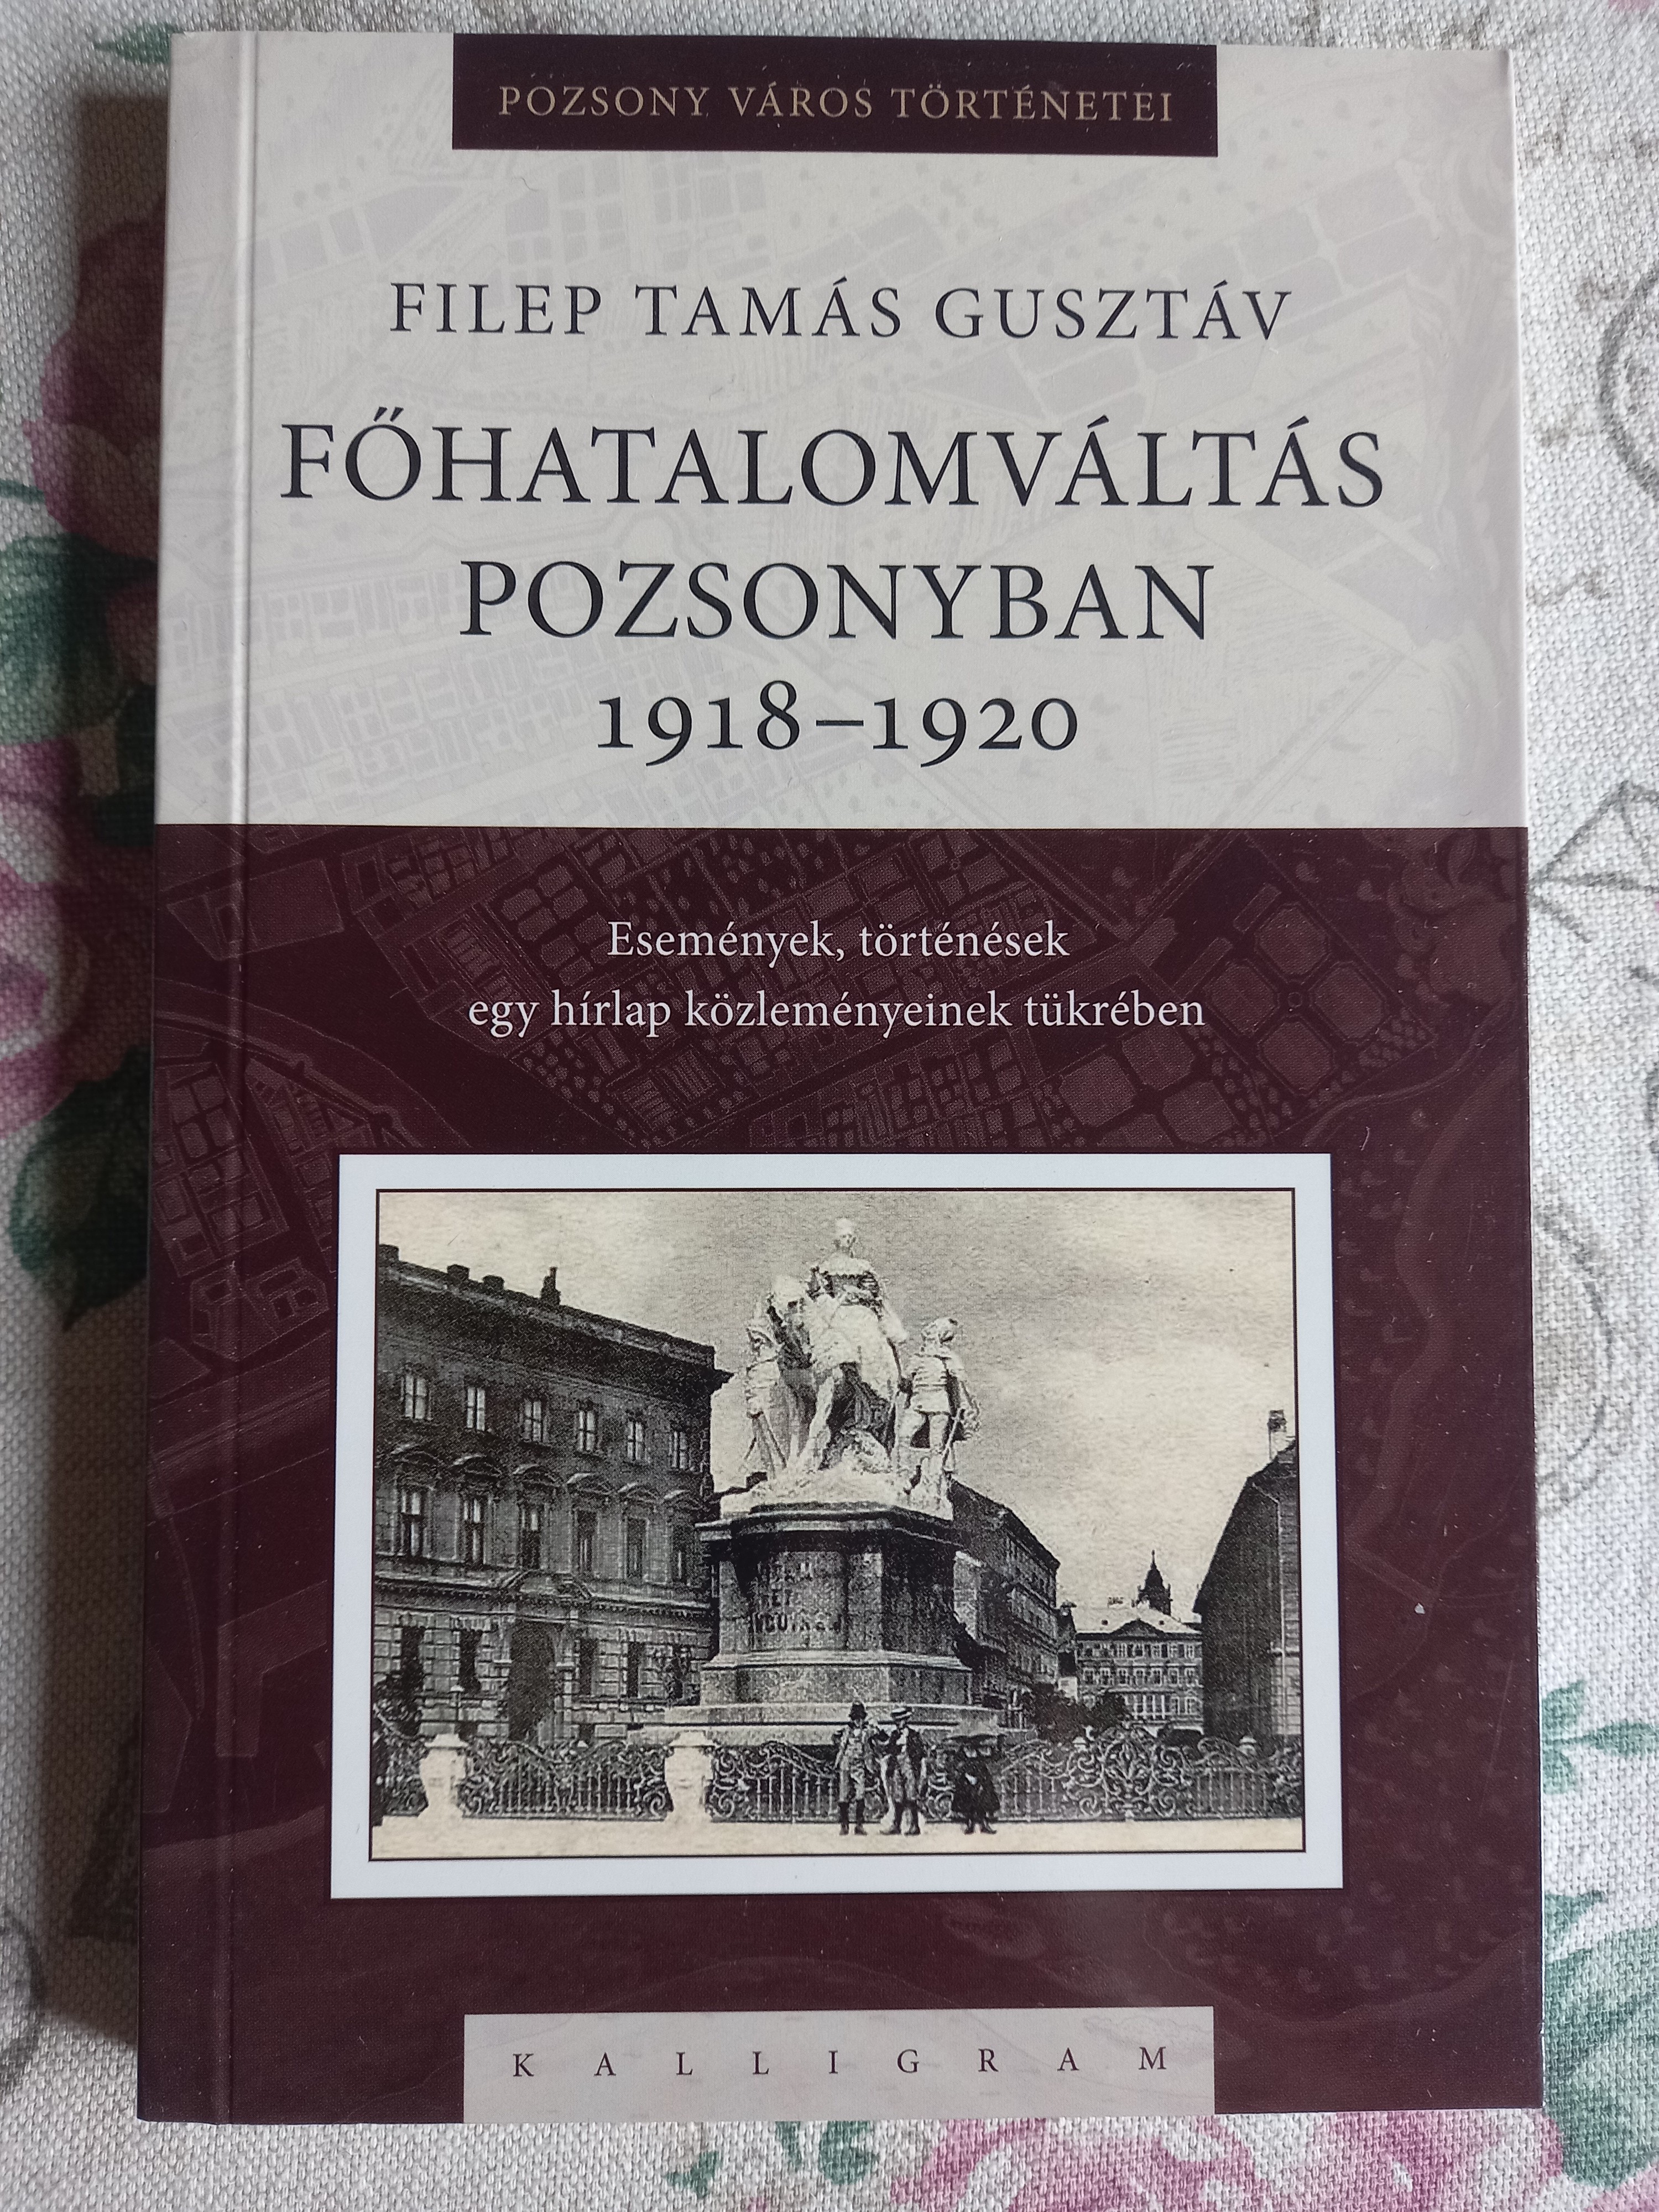 POZSONY VÁROS TÖRTÉNETEI
FILEP TAMÁS GUSZTÁV
FŐHATALOMVÁLTÁS
POZSONYBAN
1918–1920
Események, történések
egy hírlap közleményeinek tükrében
KALLIGRAM